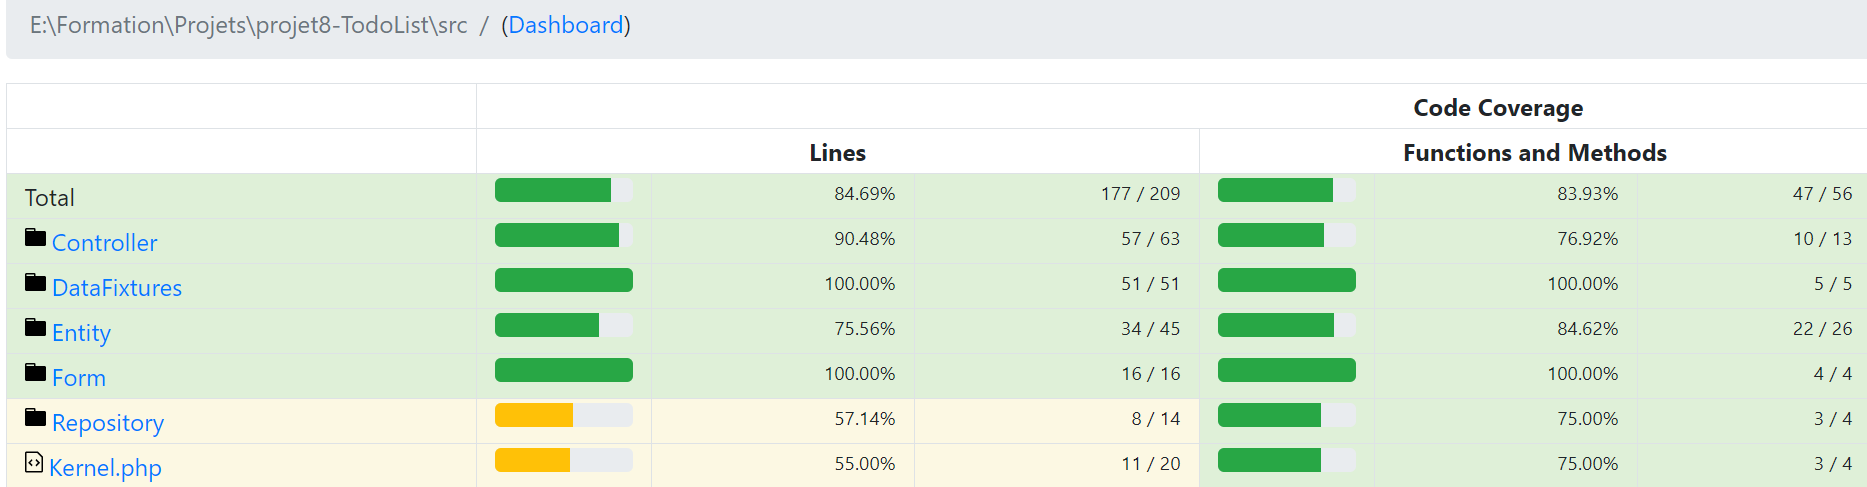 E:\Formation\Projets\projet8-TodoList\src / (Dashboard)
Code Coverage
Lines Functions and Methods
Total 84.69% 177 / 209 83.93% 47 / 56
Controller 90.48% 57 / 63 76.92% 10 / 13
DataFixtures 100.00% 51 / 51 100.00% 5 / 5
Entity 75.56% 34 / 45 84.62% 22 / 26
Form 100.00% 16 / 16 100.00% 4 / 4
Repository 57.14% 8 / 14 75.00% 3 / 4
Kernel.php 55.00% 11 / 20 75.00% 3 / 4